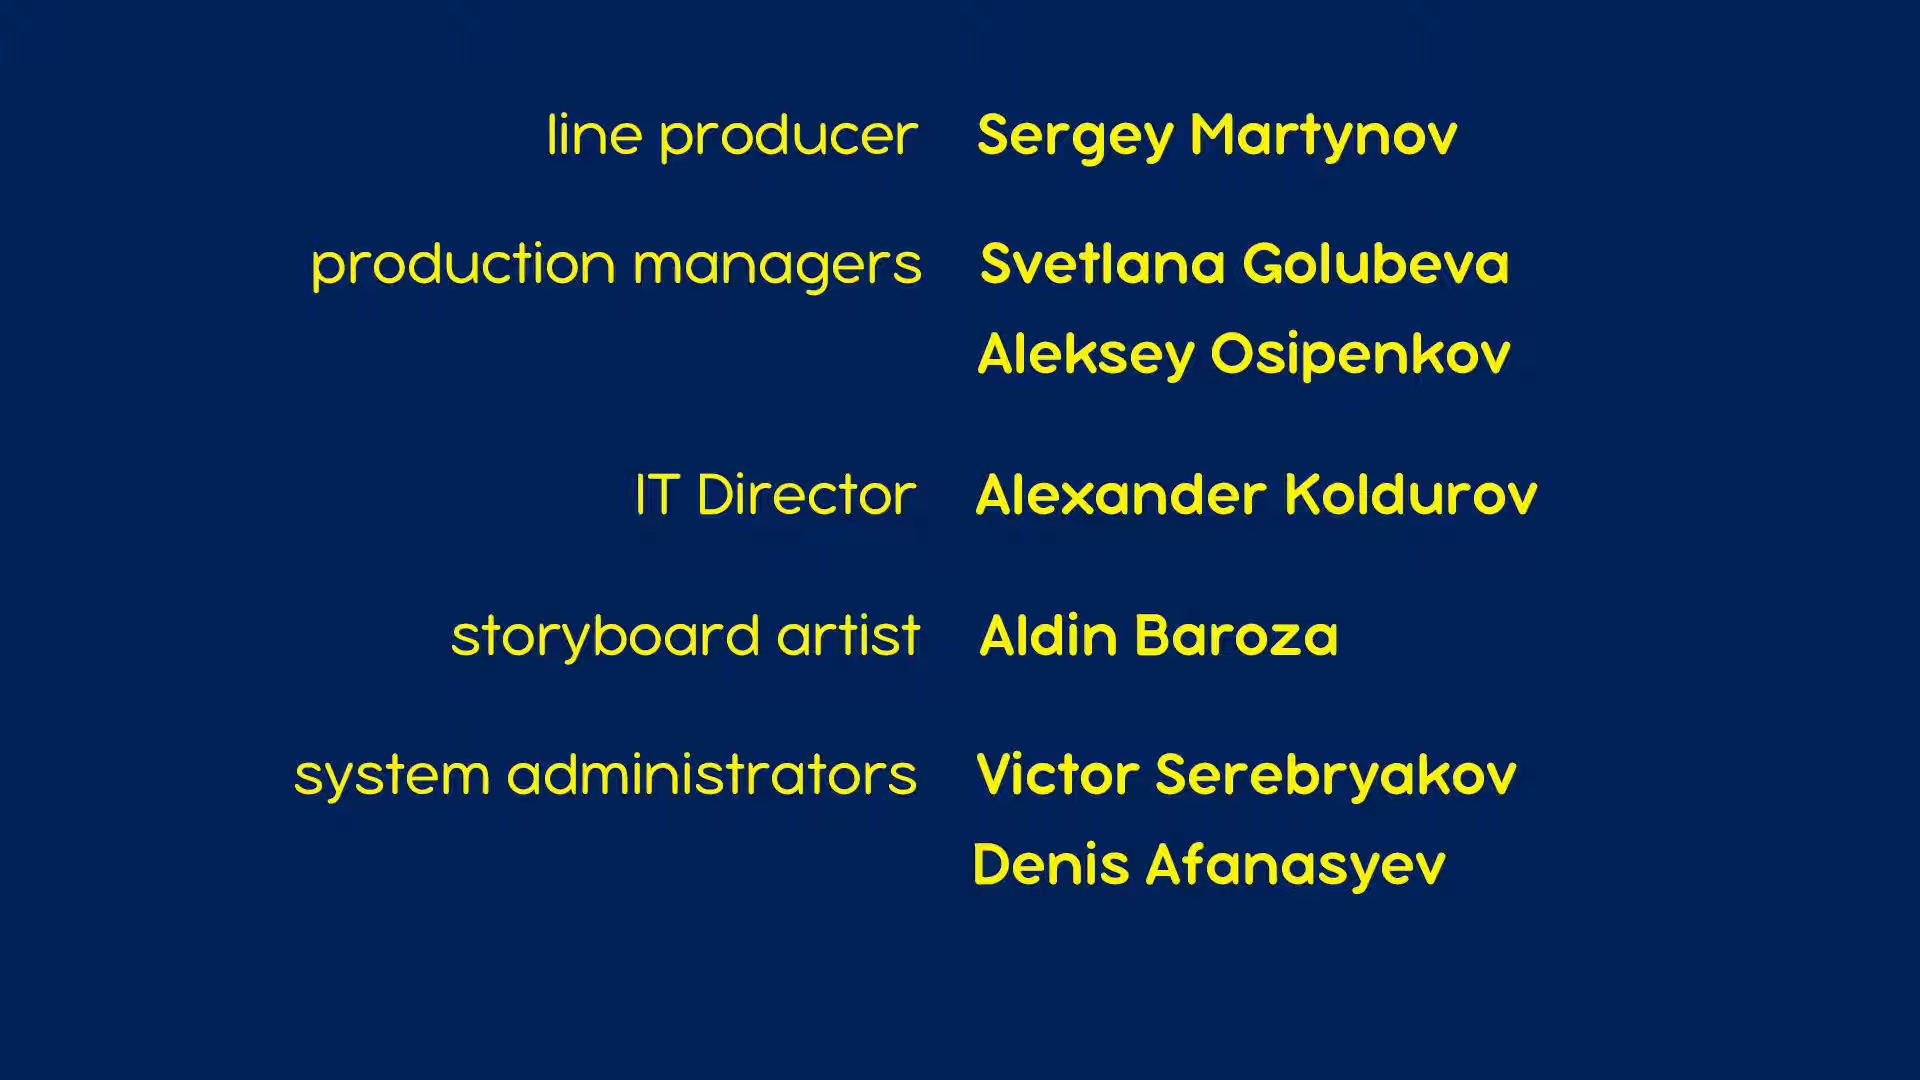 line producer Sergey Martynov
production managers Svetlana Golubeva
Aleksey Osipenkov
IT Director Alexander Koldurov
storyboard artist Aldin Baroza
system administrators Victor Serebryakov
Denis Afanasyev